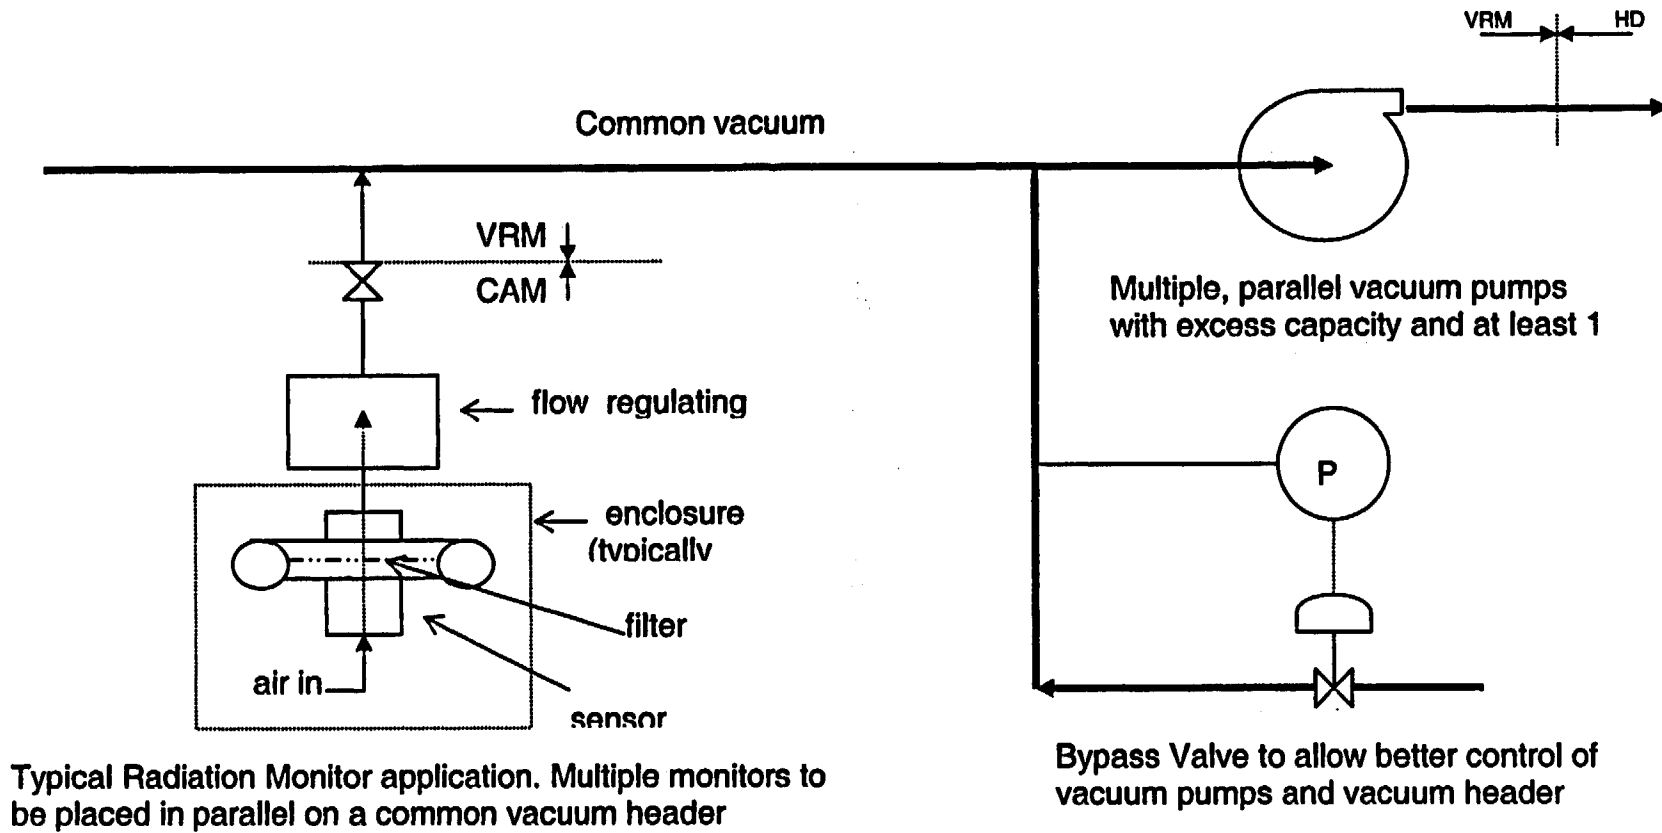 VRM HD
Common vacuum
VRM
CAM
Multiple, parallel vacuum pumps
with excess capacity and at least 1
flow regulating
P
enclosure
(typically
filter
air in
sensor
Typical Radiation Monitor application. Multiple monitors to
be placed in parallel on a common vacuum header
Bypass Valve to allow better control of
vacuum pumps and vacuum header